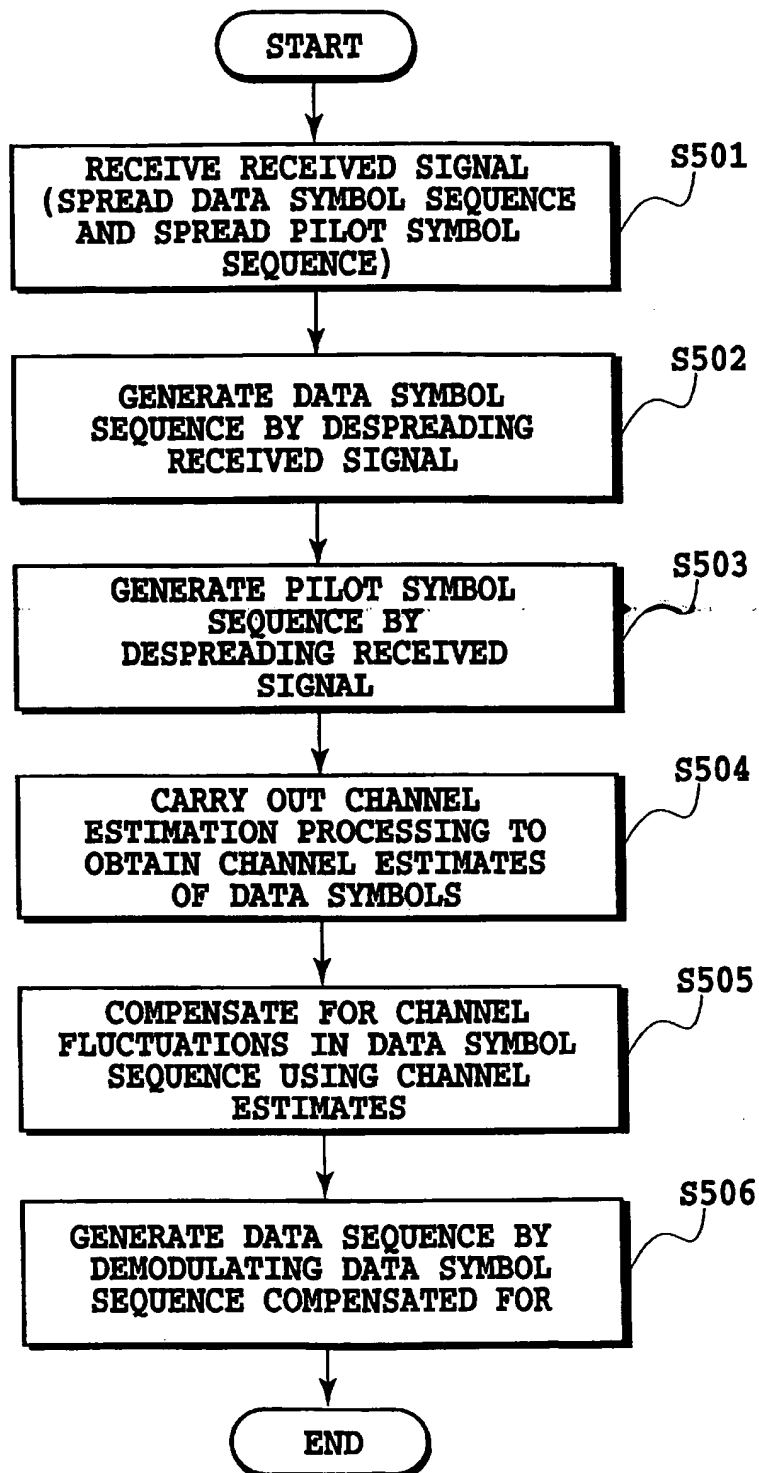 START
RECEIVE RECEIVED SIGNAL
(SPREAD DATA SYMBOL SEQUENCE
AND SPREAD PILOT SYMBOL
SEQUENCE)
S501
GENERATE DATA SYMBOL
SEQUENCE BY DESPREADING
RECEIVED SIGNAL
S502
GENERATE PILOT SYMBOL
SEQUENCE BY
DESPREADING RECEIVED
SIGNAL
S503
CARRY OUT CHANNEL
ESTIMATION PROCESSING TO
OBTAIN CHANNEL ESTIMATES
OF DATA SYMBOLS
S504
COMPENSATE FOR CHANNEL
FLUCTUATIONS IN DATA SYMBOL
SEQUENCE USING CHANNEL
ESTIMATES
S505
GENERATE DATA SEQUENCE BY
DEMODULATING DATA SYMBOL
SEQUENCE COMPENSATED FOR
S506
END